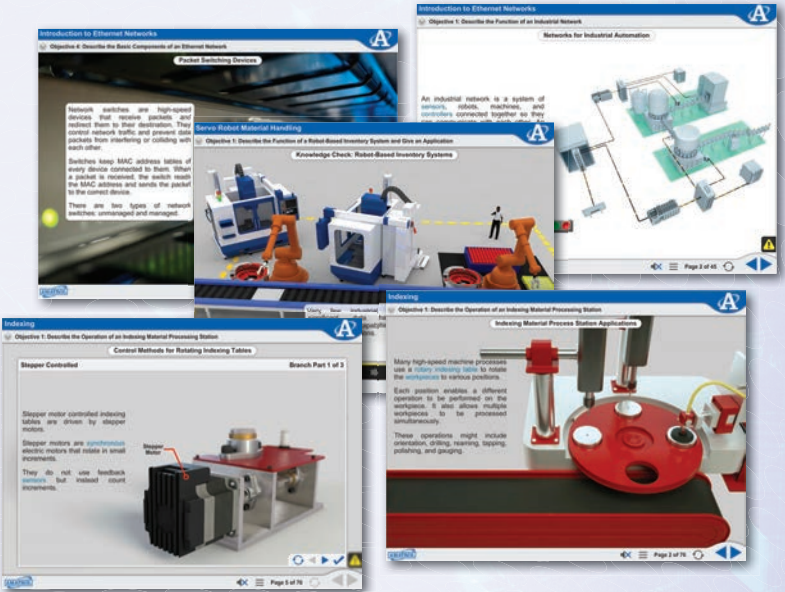 Introduction to Ethernet Networks
Objective 4: Describe the Basic Components of an Ethernet Network
Packet Switching Devices
Network switches are high-speed
devices that receive packets and
redirect them to their destination. They
control network traffic and prevent data
packets from interfering or colliding with
each other.
Switches keep MAC address tables of
every device connected to them. When
a packet is received, the switch reads
the MAC address and sends the packet
to the correct device.
There are two types of network
switches: unmanaged and managed.
AMATROL
Introduction to Ethernet Networks
Objective 1: Describe the Function of an Industrial Network
Networks for Industrial Automation
An industrial network is a system of
sensors, robots, machines, and
controllers connected together so they
Page 2 of 45
Servo Robot Material Handling
Objective 1: Describe the Function of a Robot-Based Inventory System and Give an Application
Knowledge Check: Robot-Based Inventory Systems
Indexing
Objective 1: Describe the Operation of an Indexing Material Processing Station
Control Methods for Rotating Indexing Tables
Stepper Controlled
Branch Part 1 of 3
Stepper motor controlled indexing
tables are driven by stepper
motors.
Stepper motors are synchronous
electric motors that rotate in small
increments.
They do not use feedback
sensors but instead count
increments.
Stepper
Motor
AMATROL
Page 5 of 76
Indexing
Objective 1: Describe the Operation of an Indexing Material Processing Station
Indexing Material Process Station Applications
Many high-speed machine processes
use a rotary indexing table to rotate
the workpieces to various positions.
Each position enables a different
operation to be performed on the
workpiece. It also allows multiple
workpieces to be processed
simultaneously.
These operations might include
orientation, drilling, reaming, tapping,
polishing, and gauging.
AMATROL
Page 2 of 76